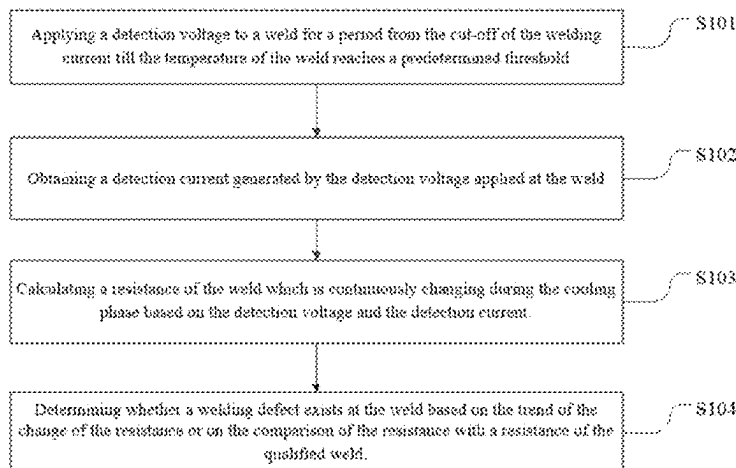 Applying a detection voltage to a weld for a period from the cut-off of the welding
current till the temperature of the weld reaches a predetermined threshold
S101
Obtaining a detection current generated by the detection voltage applied at the weld
S102
Calculating a resistance of the weld which is continuously changing during the cooling
phase based on the detection voltage and the detection current.
S103
Determining whether a welding defect exists at the weld based on the trend of the
change of the resistance or on the comparison of the resistance with a resistance of the
qualified weld.
S104